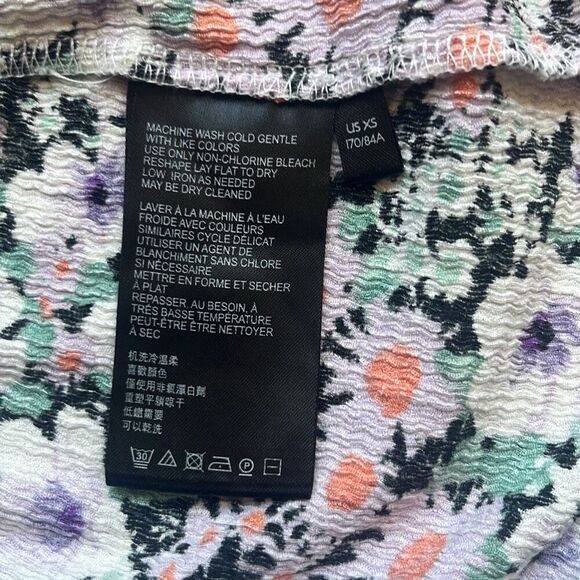 MACHINE WASH COLD GENTLE
WITH LIKE COLORS
USE ONLY NON-CHLORINE BLEACH
RESHAPE LAY FLAT TO DRY
LOW IRON AS NEEDED
MAY BE DRY CLEANED
LAVER À LA MACHINE À L'EAU
FROIDE AVEC COULEURS
SIMILAIRES CYCLE DÉLICAT
UTILISER UN AGENT DE
BLANCHIMENT SANS CHLORE
SI NÉCESSAIRE
METTRE EN FORME ET SECHER
À PLAT
REPASSER, AU BESOIN, À
TRÈS BASSE TEMPÉRATURE
PEUT-ÊTRE ÊTRE NETTOYER
À SEC
机洗冷溫柔
喜歡顏色
僅使用非氯漂白劑
重塑平躺晾干
低鐵需要
可以乾洗
30
P
US XS
170/84A